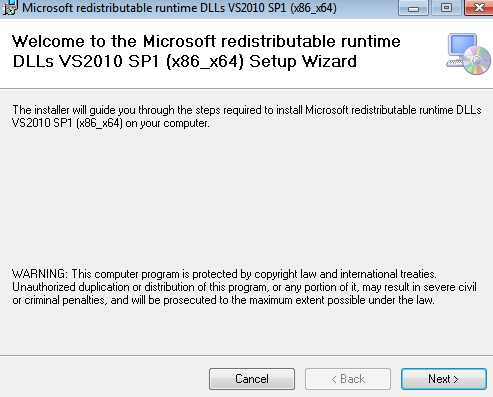 Microsoft redistributable runtime DLLs VS2010 SP1 (x86_x64)
Welcome to the Microsoft redistributable runtime
DLLs VS2010 SP1 (x86_x64) Setup Wizard
The installer will guide you through the steps required to install Microsoft redistributable runtime DLLs
VS2010 SP1 (x86_x64) on your computer.
WARNING: This computer program is protected by copyright law and international treaties.
Unauthorized duplication or distribution of this program, or any portion of it, may result in severe civil
or criminal penalties, and will be prosecuted to the maximum extent possible under the law.
Cancel < Back Next >